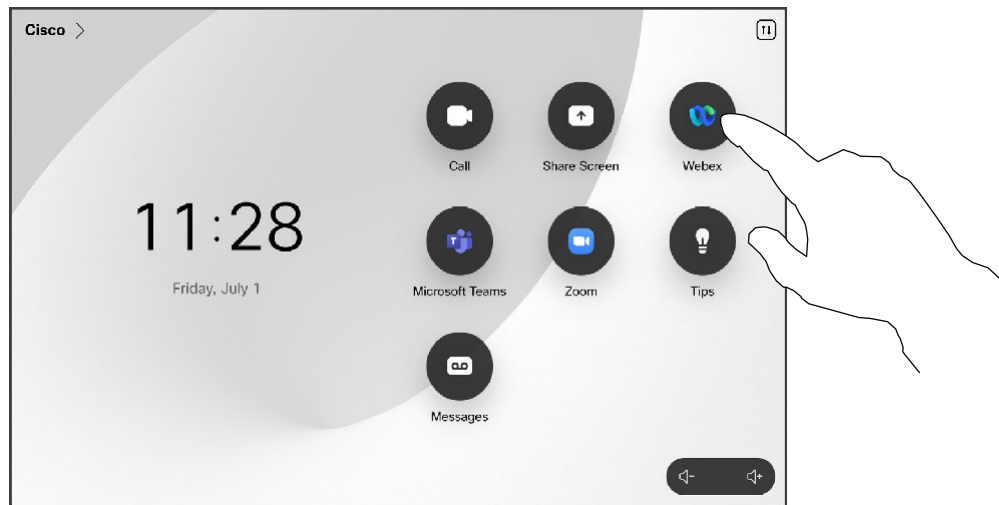 Cisco
Call
Share Screen
Webex
11:28
Friday, July 1
Microsoft Teams
Zoom
Tips
Messages